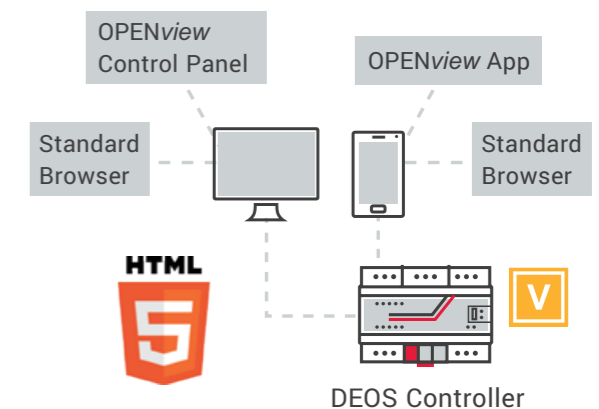 OPENview
Control Panel
OPENview App
Standard
Browser
Standard
Browser
HTML
5
V
DEOS Controller